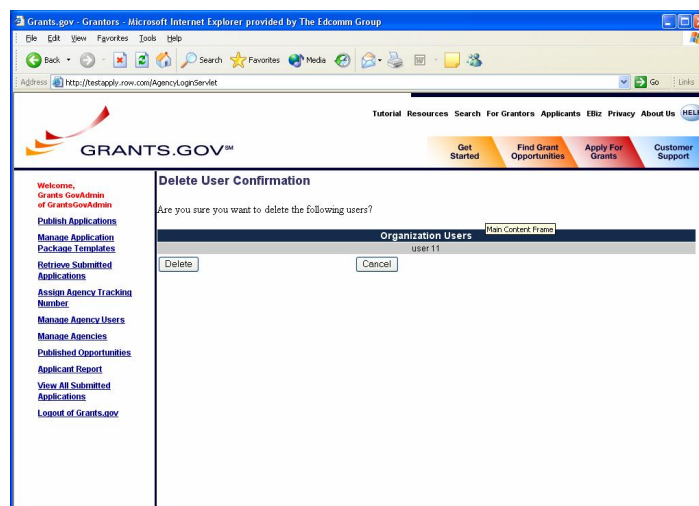 Grants.gov - Grantors - Microsoft Internet Explorer provided by The Edcomm Group
File Edit View Favorites Tools Help
Back Search Favorites Media
Address http://testapply.row.com/AgencyLoginServlet Go Links
Tutorial Resources Search For Grantors Applicants EBiz Privacy About Us HELP
GRANTS.GOV℠
Get Started
Find Grant Opportunities
Apply For Grants
Customer Support
Welcome,
Grants GovAdmin
of GrantsGovAdmin
Publish Applications
Manage Application
Package Templates
Retrieve Submitted
Applications
Assign Agency Tracking
Number
Manage Agency Users
Manage Agencies
Published Opportunities
Applicant Report
View All Submitted
Applications
Logout of Grants.gov
Delete User Confirmation
Are you sure you want to delete the following users?
Main Content Frame
Organization Users
user 11
Delete Cancel